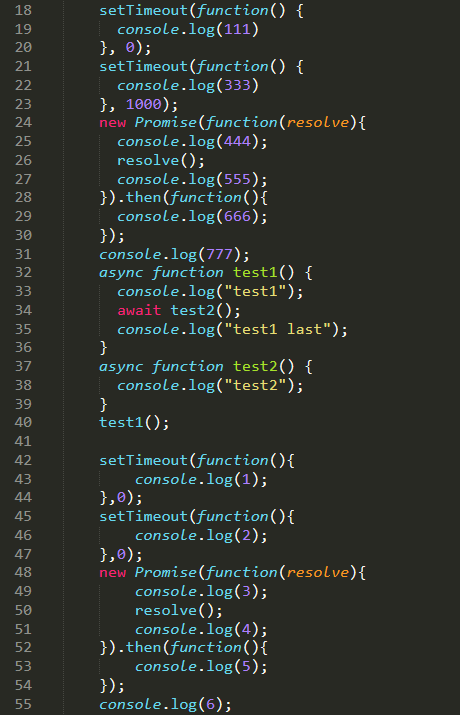 18 setTimeout(function() {
19 console.log(111)
20 }, 0);
21 setTimeout(function() {
22 console.log(333)
23 }, 1000);
24 new Promise(function(resolve){
25 console.log(444);
26 resolve();
27 console.log(555);
28 }).then(function(){
29 console.log(666);
30 });
31 console.log(777);
32 async function test1() {
33 console.log("test1");
34 await test2();
35 console.log("test1 last");
36 }
37 async function test2() {
38 console.log("test2");
39 }
40 test1();
41
42 setTimeout(function(){
43 console.log(1);
44 },0);
45 setTimeout(function(){
46 console.log(2);
47 },0);
48 new Promise(function(resolve){
49 console.log(3);
50 resolve();
51 console.log(4);
52 }).then(function(){
53 console.log(5);
54 });
55 console.log(6);